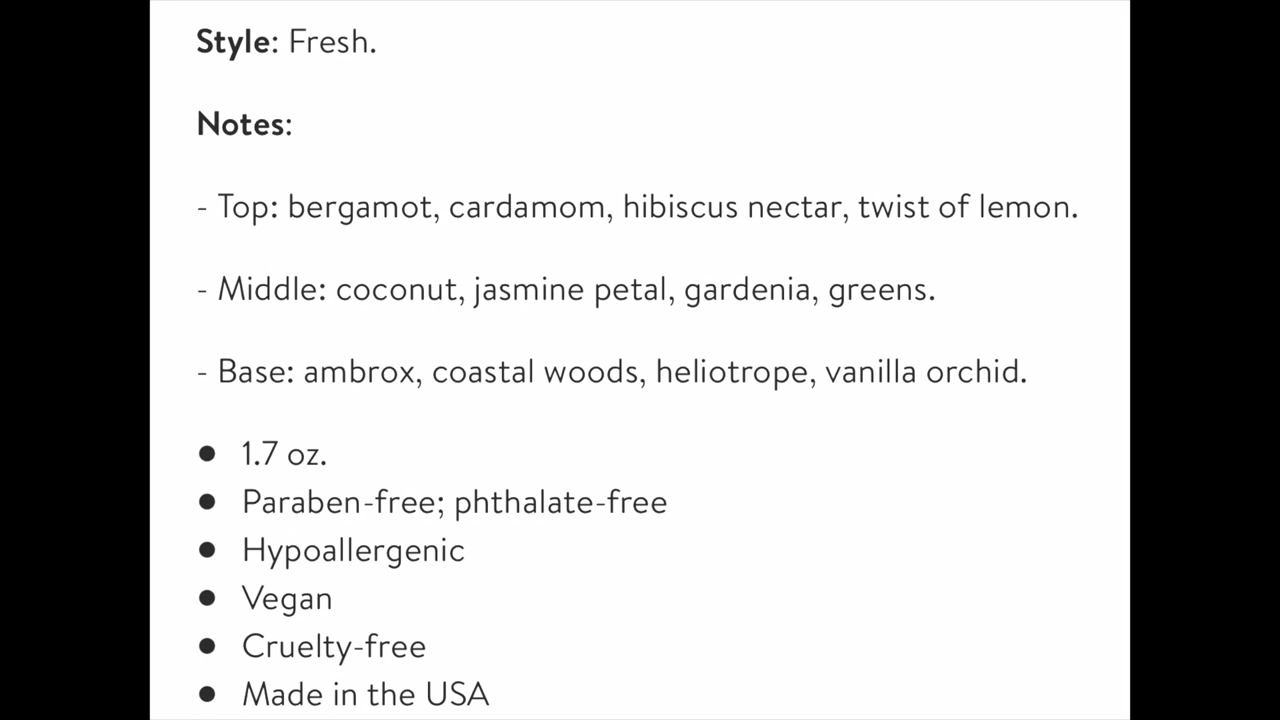 Style: Fresh.
Notes:
- Top: bergamot, cardamom, hibiscus nectar, twist of lemon.
- Middle: coconut, jasmine petal, gardenia, greens.
- Base: ambrox, coastal woods, heliotrope, vanilla orchid.
● 1.7 oz.
● Paraben-free; phthalate-free
● Hypoallergenic
● Vegan
● Cruelty-free
● Made in the USA